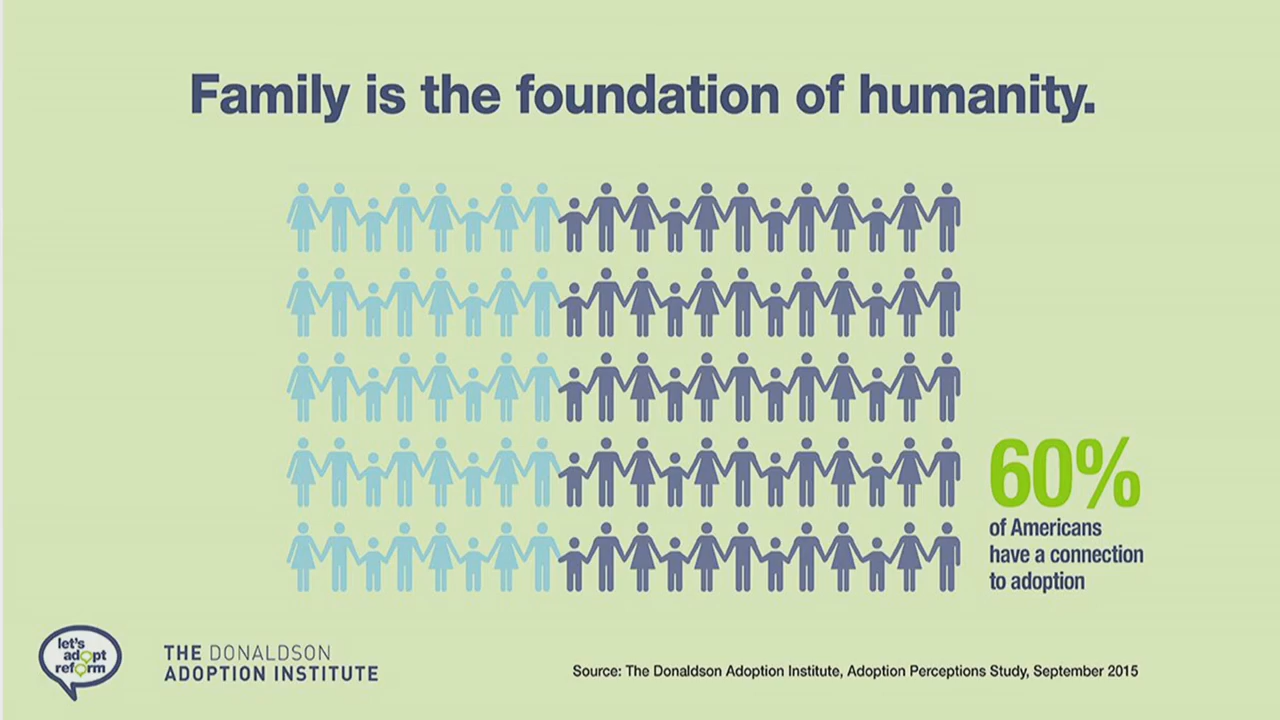 Family is the foundation of humanity.
60%
of Americans
have a connection
to adoption
let's
adopt
reform
THE DONALDSON
ADOPTION INSTITUTE
Source: The Donaldson Adoption Institute, Adoption Perceptions Study, September 2015